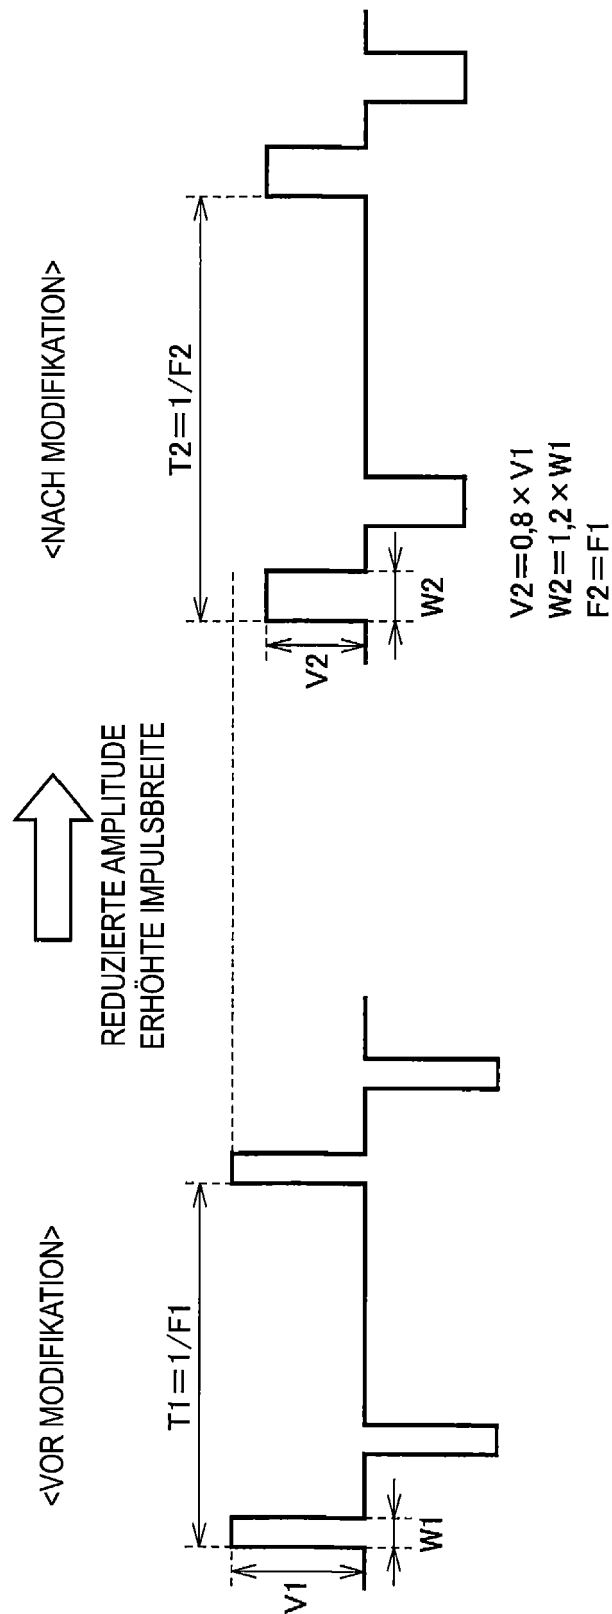 <VOR MODIFIKATION>
T1=1/F1
V1
W1
REDUZIERTE AMPLITUDE
ERHÖHTE IMPULSBREITE
<NACH MODIFIKATION>
T2=1/F2
V2
W2
V2=0,8×V1
W2=1,2×W1
F2=F1